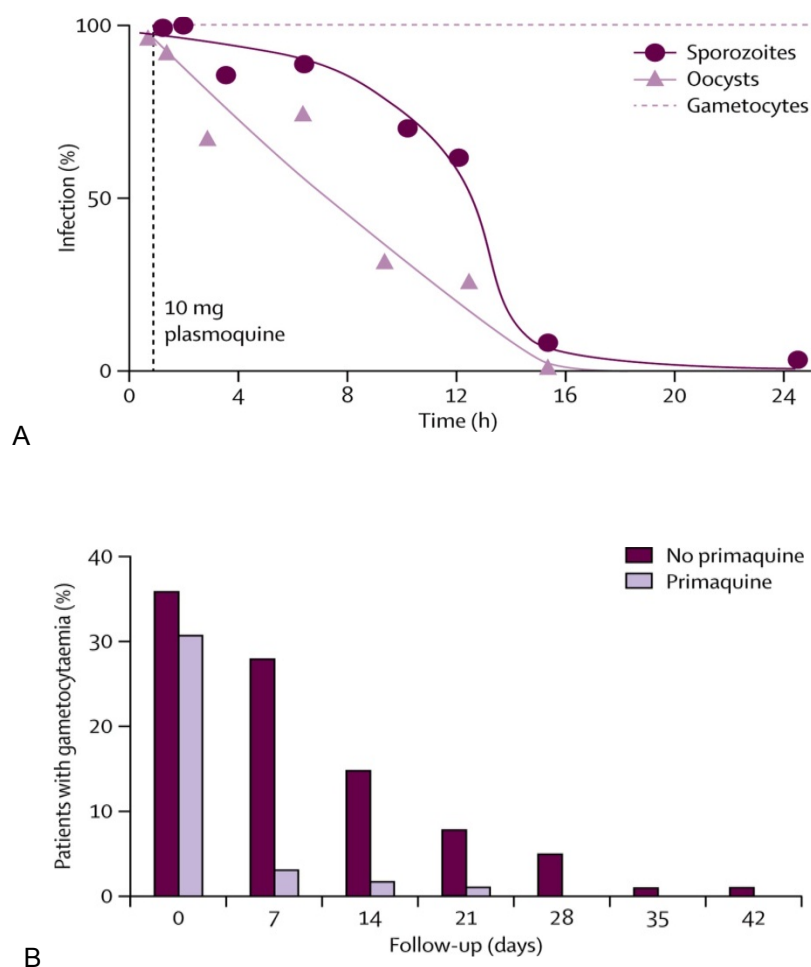 100
50
0
Infection (%)
Sporozoites
Oocysts
Gametocytes
10 mg
plasmoquine
0 4 8 12 16 20 24
Time (h)
A
40
30
20
10
0
Patients with gametocytaemia (%)
No primaquine
Primaquine
0 7 14 21 28 35 42
Follow-up (days)
B